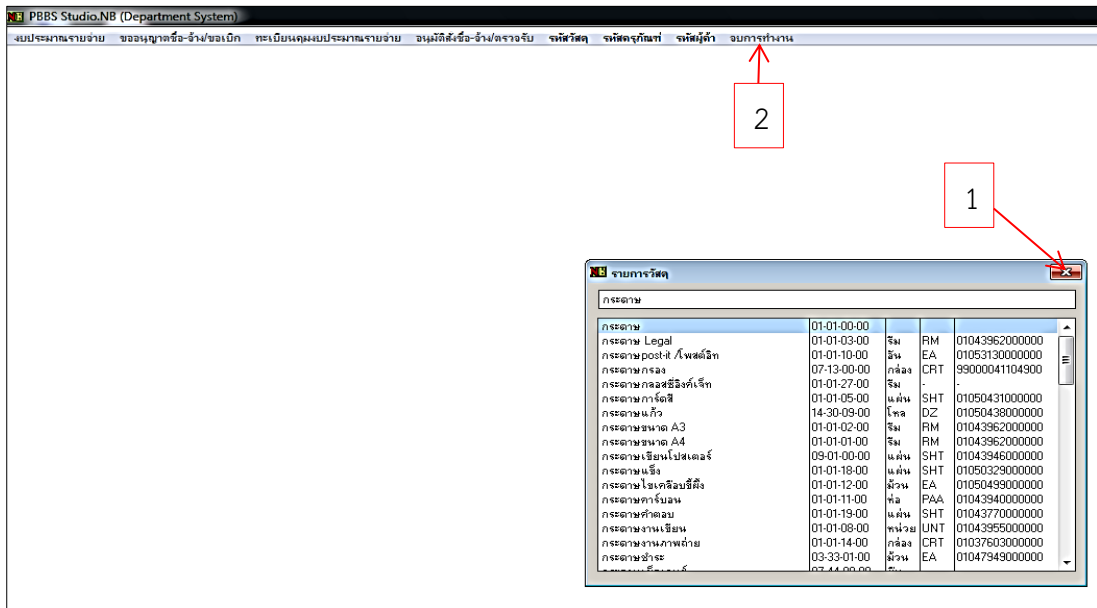 PBBS Studio.NB (Department System)
งบประมาณรายจ่าย ขออนุญาตซื้อ-จ้าง/ขอเบิก ทะเบียนคุมงบประมาณรายจ่าย อนุมัติสั่งซื้อ-จ้าง/ตรวจรับ รหัสวัสดุ รหัสครุภัณฑ์ รหัสผู้ค้า จบการทำงาน
2
1
รายการวัสดุ
กระดาษ
กระดาษ 01-01-00-00
กระดาษ Legal 01-01-03-00 รีม RM 01043962000000
กระดาษpost-it /โพสต์อิท 01-01-10-00 อัน EA 01053130000000
กระดาษกรอง 07-13-00-00 กล่อง CRT 99000041104900
กระดาษกลอสซี่อิงค์เจ็ท 01-01-27-00 รีม - -
กระดาษการ์ดสี 01-01-05-00 แผ่น SHT 01050431000000
กระดาษแก้ว 14-30-09-00 โหล DZ 01050438000000
กระดาษขนาด A3 01-01-02-00 รีม RM 01043962000000
กระดาษขนาด A4 01-01-01-00 รีม RM 01043962000000
กระดาษเขียนโปสเตอร์ 09-01-00-00 แผ่น SHT 01043946000000
กระดาษแข็ง 01-01-18-00 แผ่น SHT 01050329000000
กระดาษไขเคลือบขี้ผึ้ง 01-01-12-00 ม้วน EA 01050499000000
กระดาษคาร์บอน 01-01-11-00 ห่อ PAA 01043940000000
กระดาษคำตอบ 01-01-19-00 แผ่น SHT 01043770000000
กระดาษงานเขียน 01-01-08-00 หน่วย UNT 01043955000000
กระดาษงานภาพถ่าย 01-01-14-00 กล่อง CRT 01037603000000
กระดาษชำระ 03-33-01-00 ม้วน EA 01047949000000